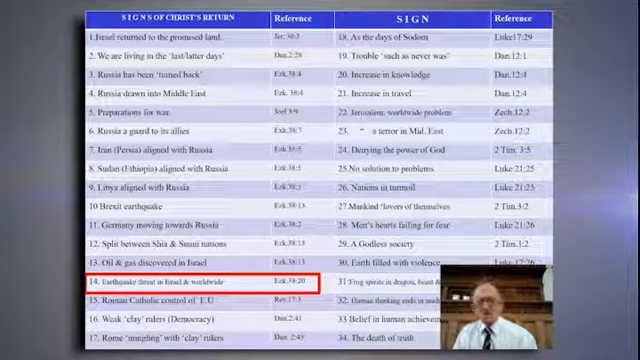 SIGNS OF CHRIST'S RETURN Reference SIGN Reference
1.Israel returned to the promised land. Jer. 30:3 18. As the days of Sodom Luke17:29
2. We are living in the 'last/latter days' Dan.2:28 19. Trouble 'such as never was' Dan.12:1
3. Russia has been 'turned back' Ezk.38:4 20. Increase in knowledge Dan.12:4
4. Russia drawn into Middle East Ezk.38:4 21. Increase in travel Dan.12:4
5. Preparations for war Joel 3:9 22. Jerusalem, worldwide problem Zech.12:2
6. Russia a guard to its allies Ezk.38:7 23. a terror in Mid. East Ezk.32:2
7. Iran (Persia) aligned with Russia Ezk.38:5 24. Denying the power of God 2 Tim. 3:5
8. Sudan (Ethiopia) aligned with Russia Ezk.38:5 25.No solution to problems Luke 21:25
9. Libya aligned with Russia Ezk.38:5 26. Nations in turmoil Luke 21:25
10 Brexit earthquake Ezk.38:13 27.Mankind 'lovers of themselves 2 Tim.3:2
11. Germany moving towards Russia Ezk.38:2 28. Men's hearts failing for fear Luke 21:25
12. Split between Shia & Sunni nations Ezk.38:13 29. A Godless society 2 Tim.3:2
13. Oil & gas discovered in Israel Ezk.38:13 30. Earth filled with violence Luke 17:26
14. Earthquake threat in Israel & worldwide Ezk.38:20 31 'Frog spirits in dragon, beast &
15. Roman Catholic control of E.U Rev.17:3 32. Human thinking ends in
16. Weak 'clay' rulers (Democracy) Dan.2:41 33. Belief in human
17. Rome 'mingling' with 'clay' rulers Dan. 2:43 34. The death of truth